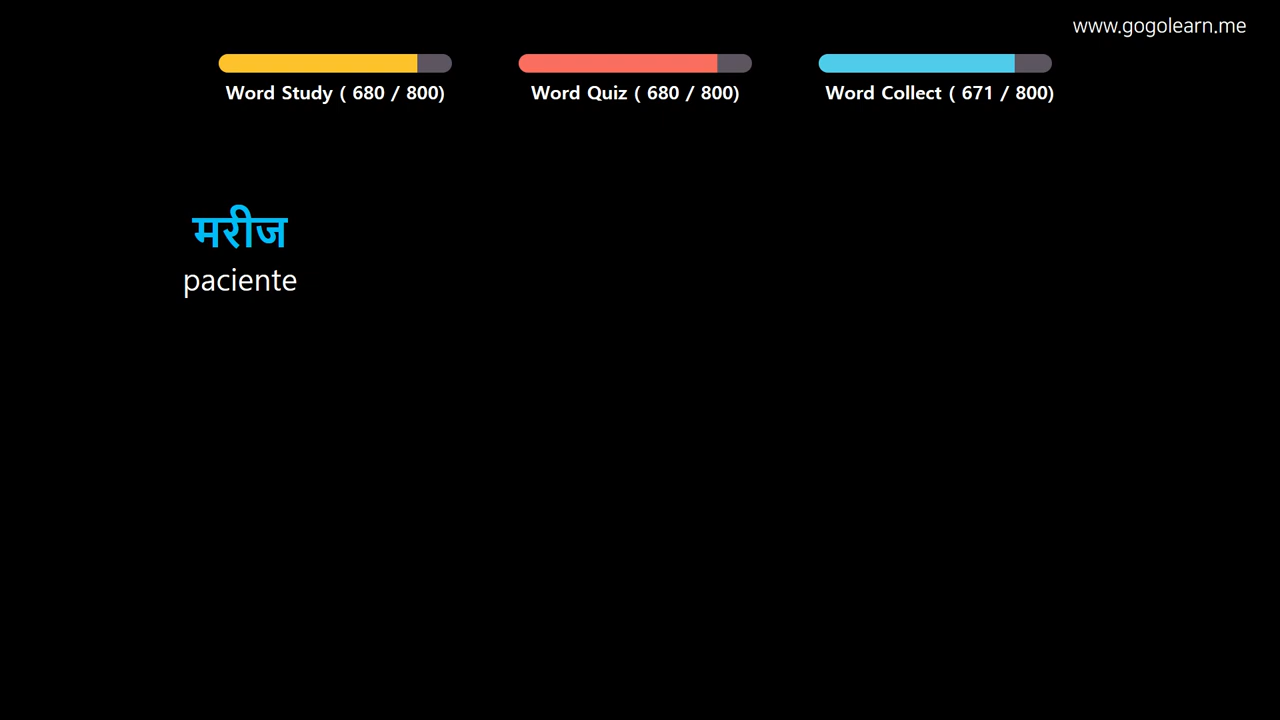 www.gogolearn.me
Word Study ( 680 / 800)
Word Quiz ( 680 / 800)
Word Collect ( 671 / 800)
मरीज
paciente